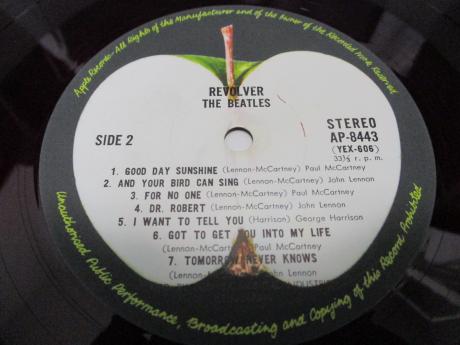 Apple Records-All Rights of the Manufacturer and of the Owner of the Recorded Work Reserved.
REVOLVER
THE BEATLES
SIDE 2
STEREO
AP-8443
(YEX-606)
33⅓ r. p. m.
1. GOOD DAY SUNSHINE (Lennon-McCartney) Paul McCartney
2. AND YOUR BIRD CAN SING (Lennon-McCartney) John Lennon
3. FOR NO ONE (Lennon-McCartney) Paul McCartney
4. DR. ROBERT (Lennon-McCartney) John Lennon
5. I WANT TO TELL YOU (Harrison) George Harrison
6. GOT TO GET YOU INTO MY LIFE
(Lennon-McCartney) Paul McCartney
7. TOMORROW NEVER KNOWS
(Lennon-McCartney) John Lennon
Unauthorized Public Performance, Broadcasting and Copying of this Record Prohibited